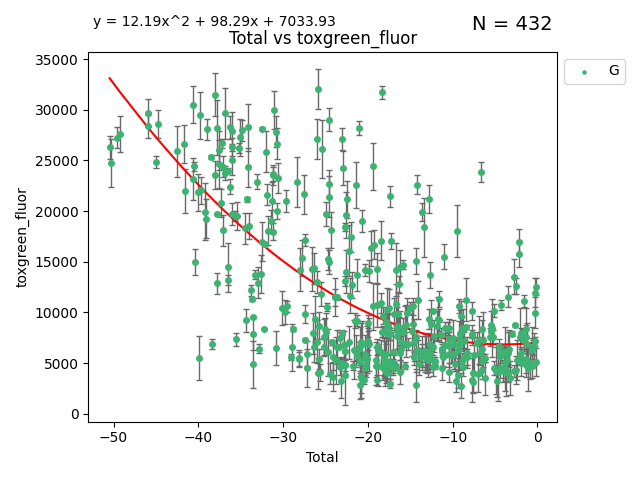 y = 12.19x^2 + 98.29x + 7033.93
N = 432
Total vs toxgreen_fluor
G
toxgreen_fluor
35000
30000
25000
20000
15000
10000
5000
0
−50
−40
−30
−20
−10
0
Total